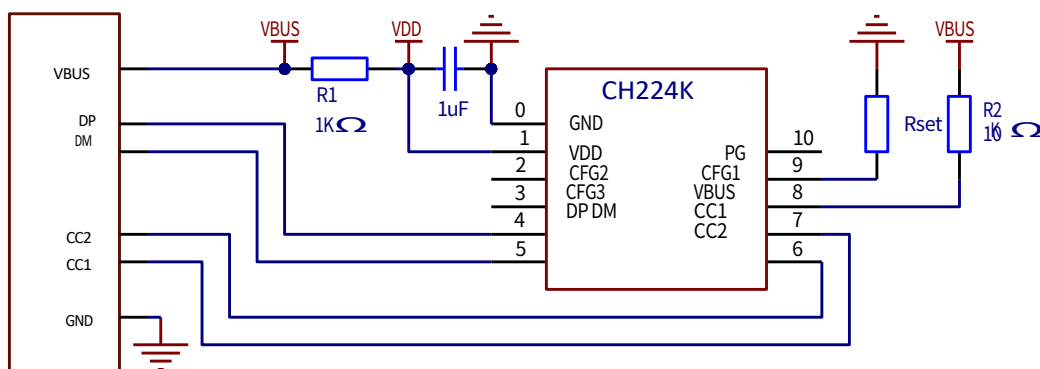 VBUS VDD VBUS
VBUS
R1
1KΩ
1uF
CH224K
DP
DM
0 GND
1 VDD
2 CFG2
3 CFG3
4 DP DM
5
PG 10
CFG1 9
VBUS 8
CC1 7
CC2 6
Rset
R2
10 K Ω
CC2
CC1
GND